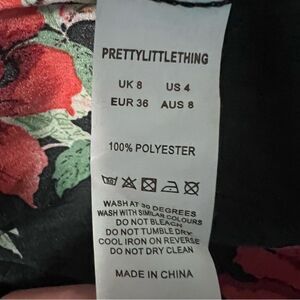 PRETTYLITTLETHING
UK 8 US 4
EUR 36 AUS 8
100% POLYESTER
WASH AT 30 DEGREES
WASH WITH SIMILAR COLOURS
DO NOT BLEACH
DO NOT TUMBLE DRY
COOL IRON ON REVERSE
DO NOT DRY CLEAN
MADE IN CHINA